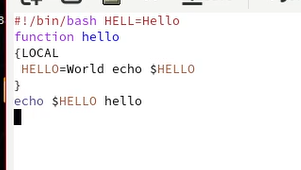 #!/bin/bash HELL=Hello
function hello
{LOCAL
HELLO=World echo $HELLO
}
echo $HELLO hello